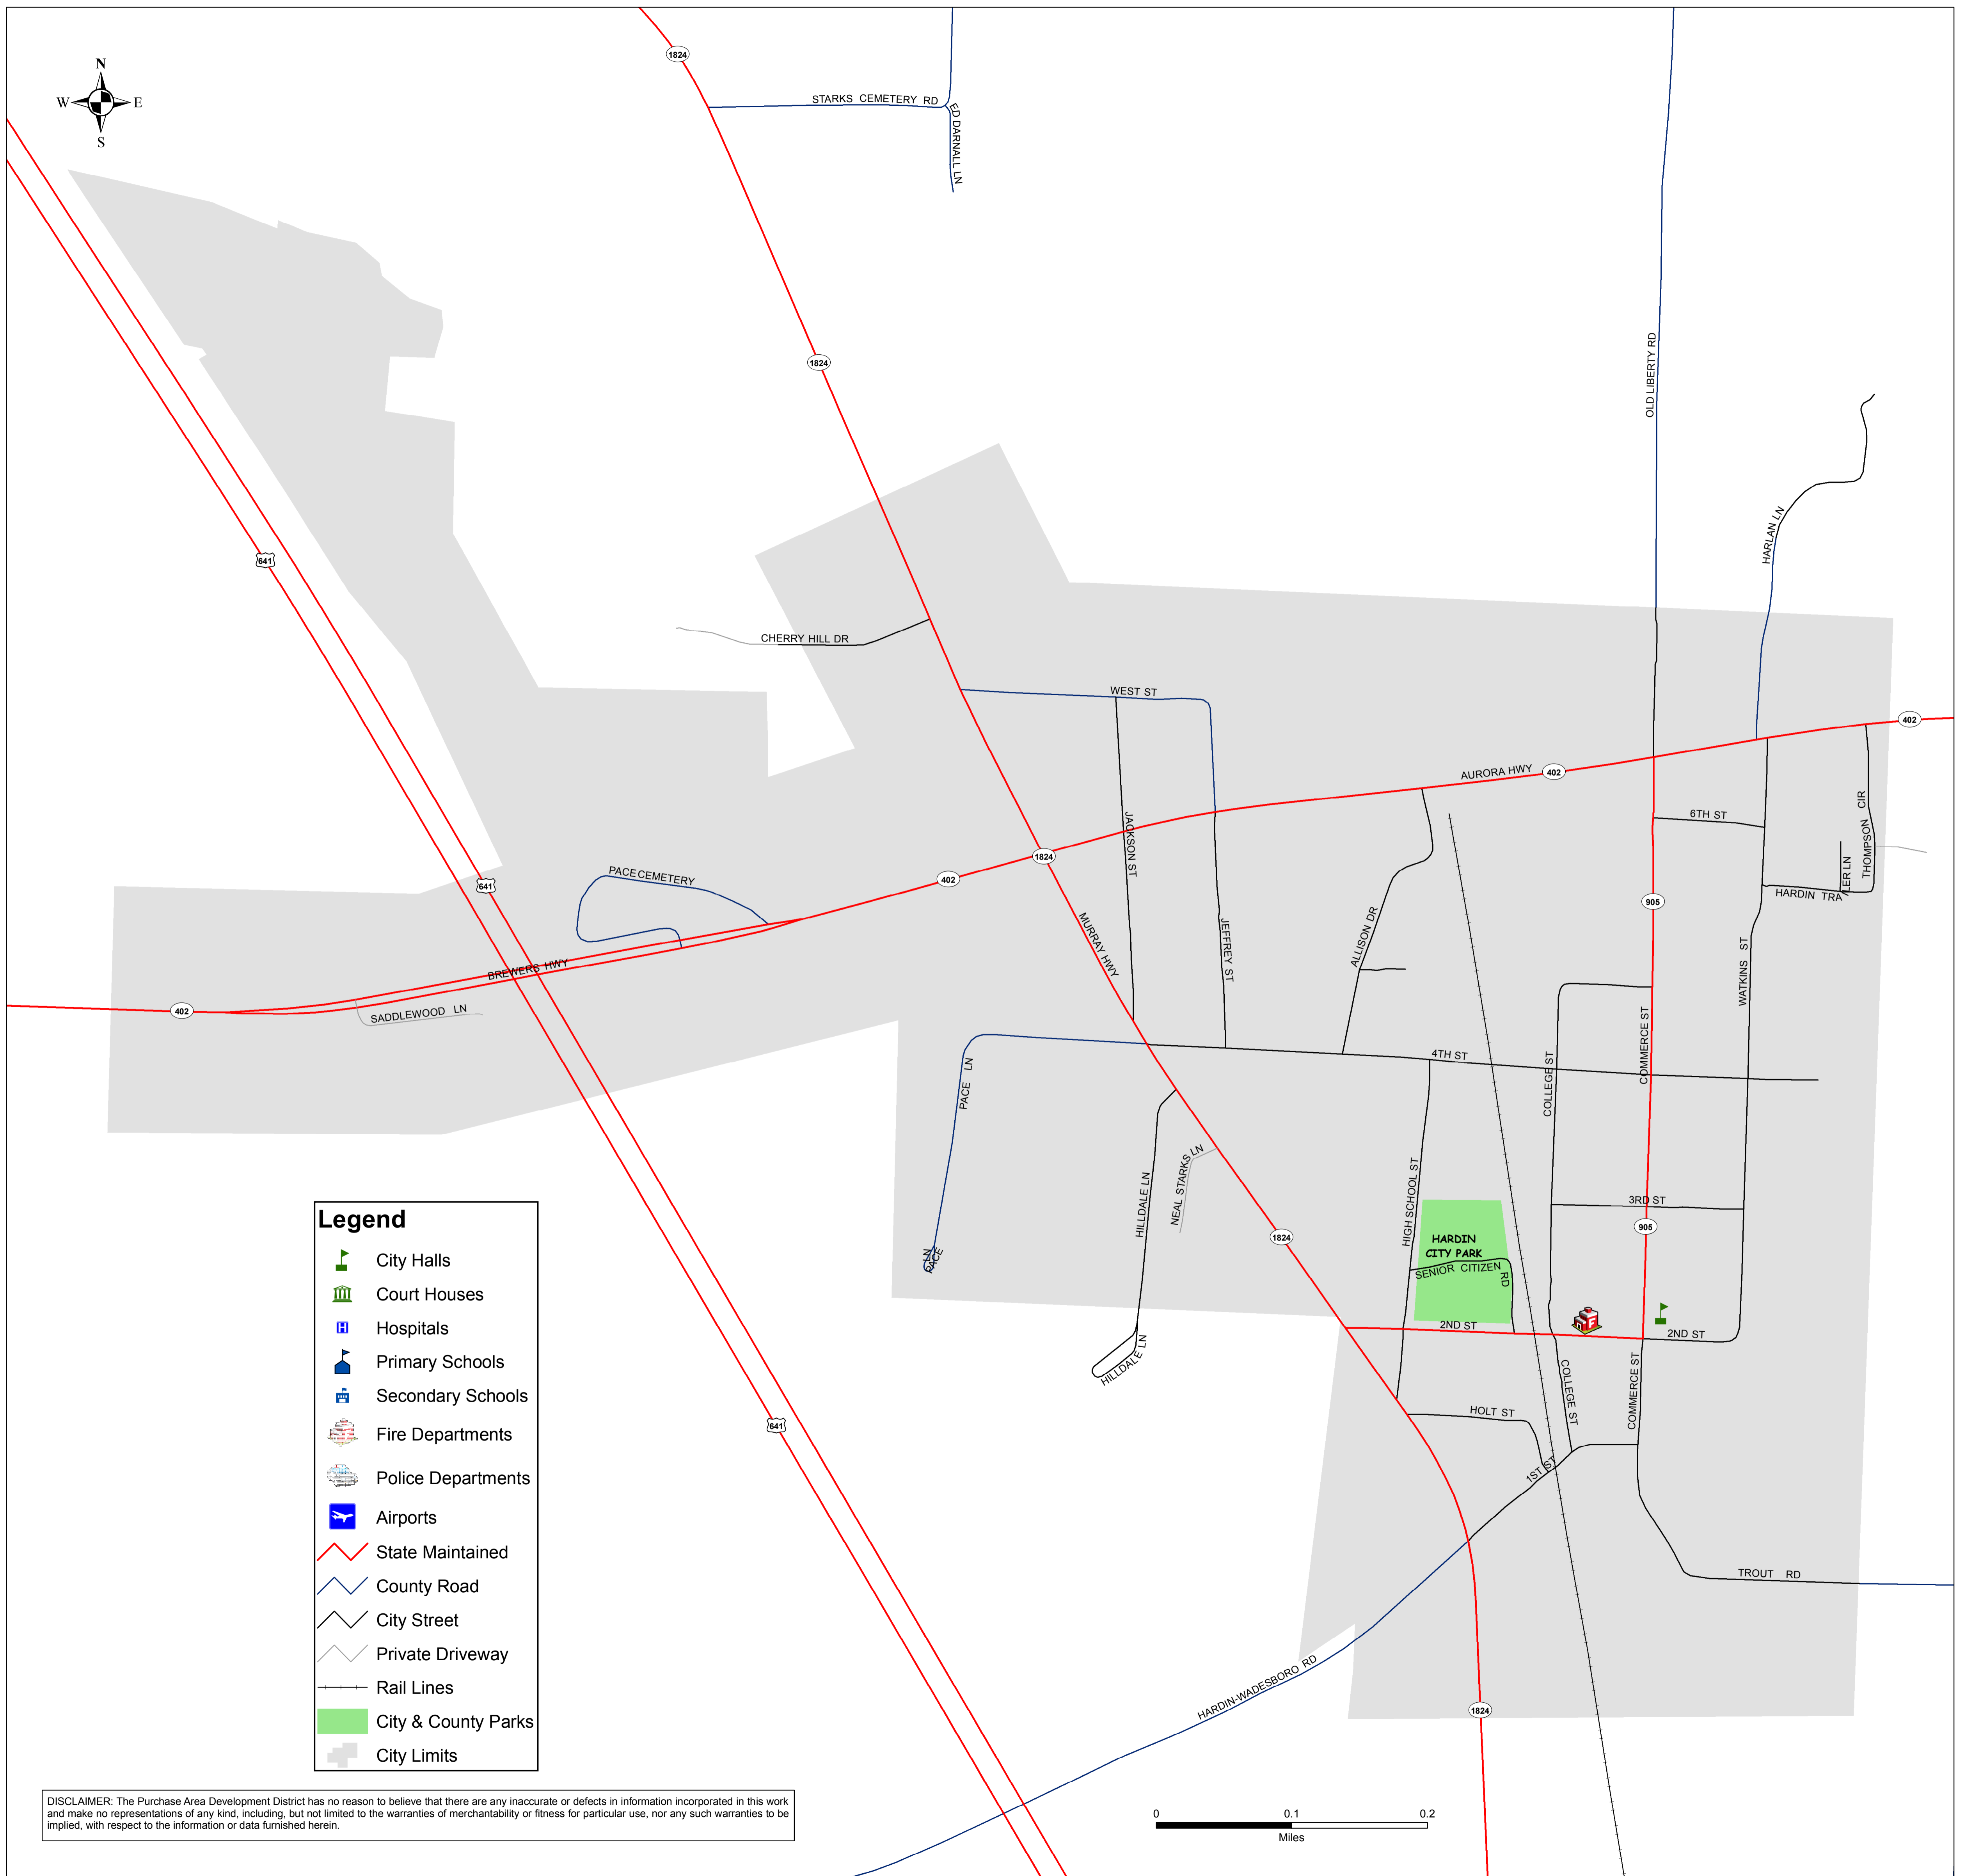 N
W E
S
1824
STARKS CEMETERY RD
ED DARNALL LN
1824
OLD LIBERTY RD
641
HARLAN LN
CHERRY HILL DR
WEST ST
402
AURORA HWY
402
JACKSON ST
6TH ST
THOMPSON CIR
1824
PACE CEMETERY
402
641
HARDIN TRA
LER LN
905
MURRAY HWY
JEFFREY ST
ALLISON DR
WATKINS ST
BREWERS HWY
402
SADDLEWOOD LN
COMMERCE ST
4TH ST
COLLEGE ST
PACE LN
HILLDALE LN
NEAL STARKS LN
HIGH SCHOOL ST
3RD ST
905
1824
HARDIN
CITY PARK
SENIOR CITIZEN RD
PACE LN
F
2ND ST
2ND ST
HILLDALE LN
COLLEGE ST
COMMERCE ST
HOLT ST
641
1ST ST
TROUT RD
HARDIN-WADESBORO RD
1824
Legend
City Halls
Court Houses
H Hospitals
Primary Schools
Secondary Schools
F Fire Departments
Police Departments
Airports
State Maintained
County Road
City Street
Private Driveway
Rail Lines
City & County Parks
City Limits
DISCLAIMER: The Purchase Area Development District has no reason to believe that there are any inaccurate or defects in information incorporated in this work
and make no representations of any kind, including, but not limited to the warranties of merchantability or fitness for particular use, nor any such warranties to be
implied, with respect to the information or data furnished herein.
0 0.1 0.2
Miles